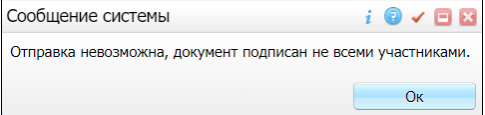 Сообщение системы
Отправка невозможна, документ подписан не всеми участниками.
Ок